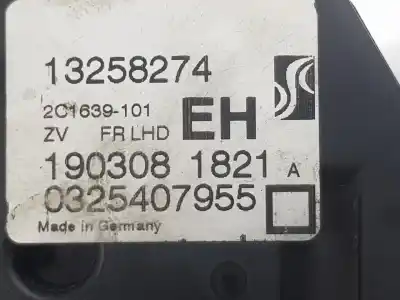 13258274
2C1639-101
ZV FR LHD EH
190308 1821 A
0325407955
Made in Germany